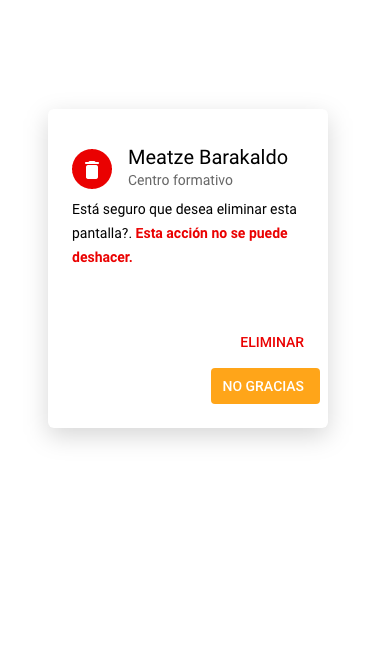 Meatze Barakaldo
Centro formativo
Está seguro que desea eliminar esta
pantalla?. Esta acción no se puede
deshacer.
ELIMINAR
NO GRACIAS